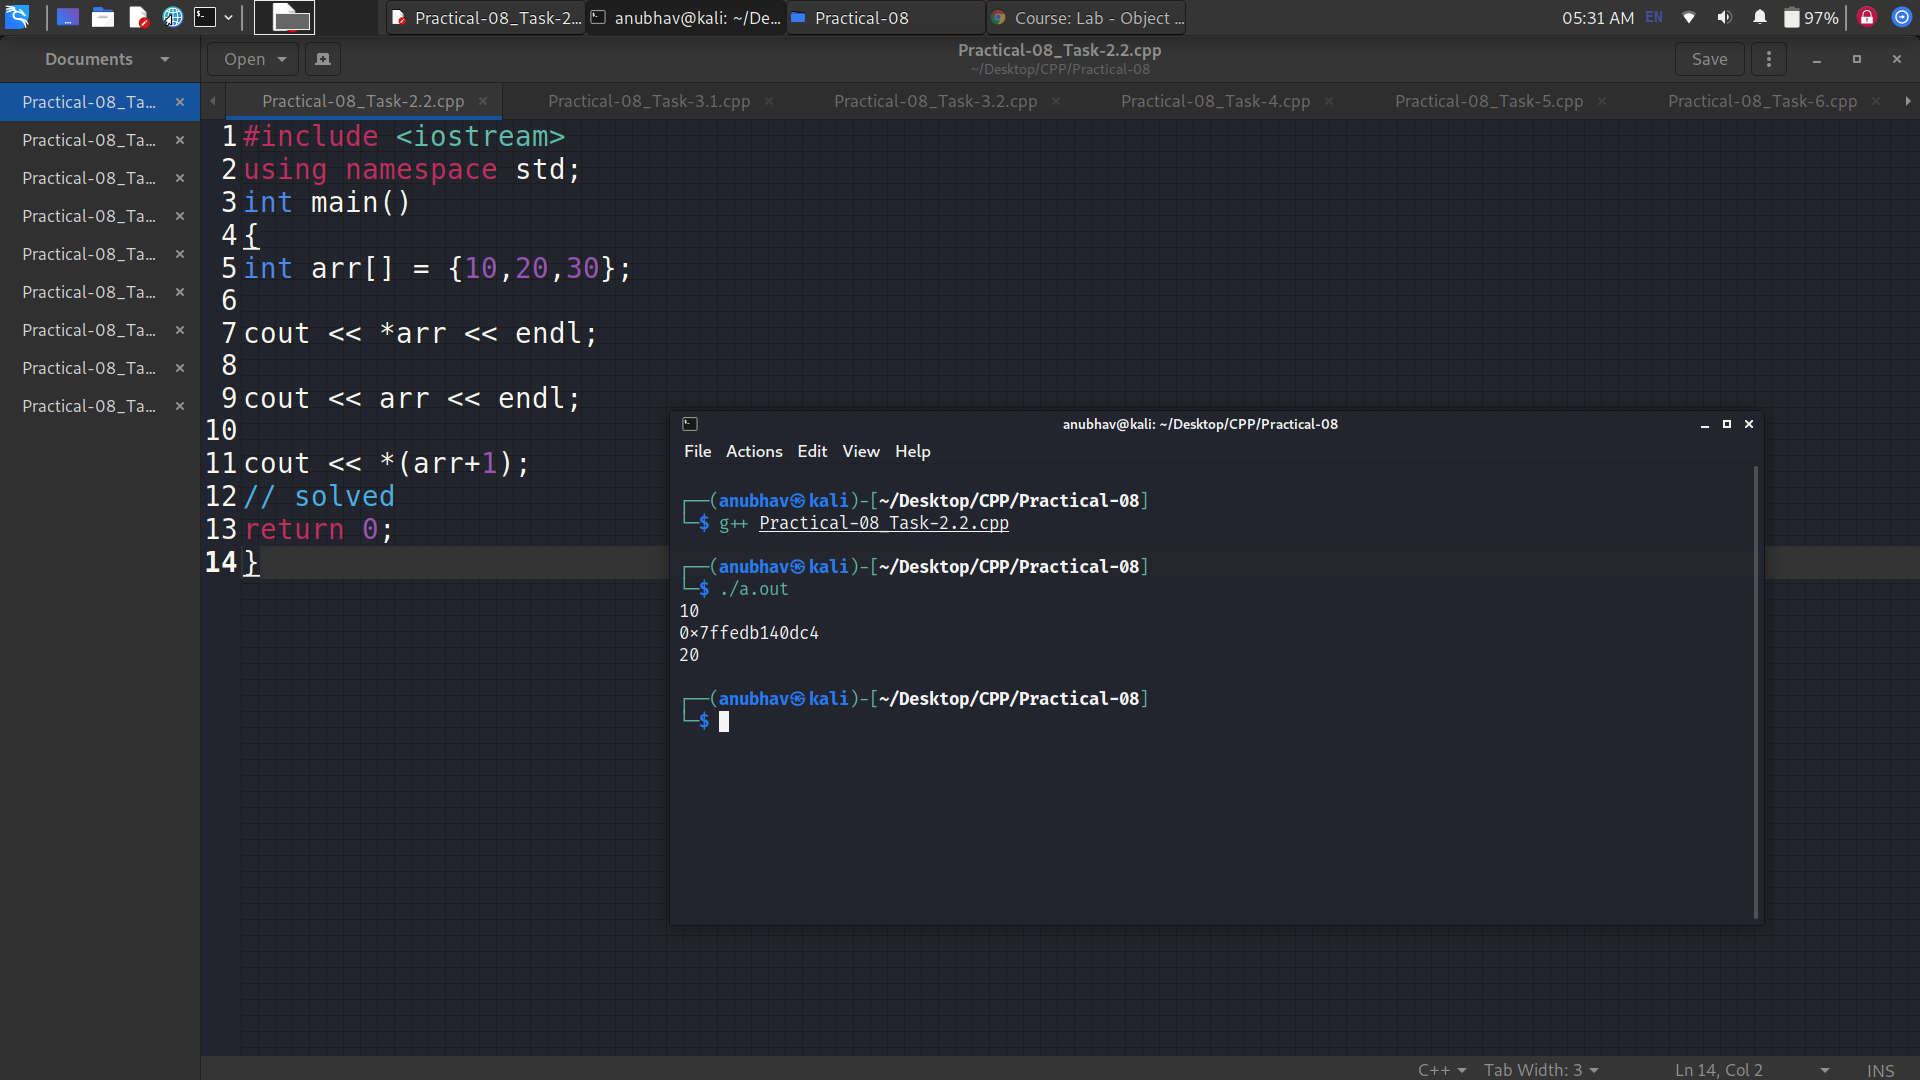 Practical-08_Task-2...
anubhav@kali: ~/De...
Practical-08
Course: Lab - Object ...
05:31 AM
EN
97%
Documents
Open
Practical-08_Task-2.2.cpp
~/Desktop/CPP/Practical-08
Save
Practical-08_Ta...
Practical-08_Ta...
Practical-08_Ta...
Practical-08_Ta...
Practical-08_Ta...
Practical-08_Ta...
Practical-08_Ta...
Practical-08_Ta...
Practical-08_Ta...
Practical-08_Task-2.2.cpp
Practical-08_Task-3.1.cpp
Practical-08_Task-3.2.cpp
Practical-08_Task-4.cpp
Practical-08_Task-5.cpp
Practical-08_Task-6.cpp
1 #include <iostream>
2 using namespace std;
3 int main()
4 {
5 int arr[] = {10,20,30};
6
7 cout << *arr << endl;
8
9 cout << arr << endl;
10
11 cout << *(arr+1);
12 // solved
13 return 0;
14 }
anubhav@kali: ~/Desktop/CPP/Practical-08
File Actions Edit View Help
┌──(anubhav㉿kali)-[~/Desktop/CPP/Practical-08]
└─$ g++ Practical-08_Task-2.2.cpp
┌──(anubhav㉿kali)-[~/Desktop/CPP/Practical-08]
└─$ ./a.out
10
0×7ffedb140dc4
20
┌──(anubhav㉿kali)-[~/Desktop/CPP/Practical-08]
└─$
C++
Tab Width: 3
Ln 14, Col 2
INS